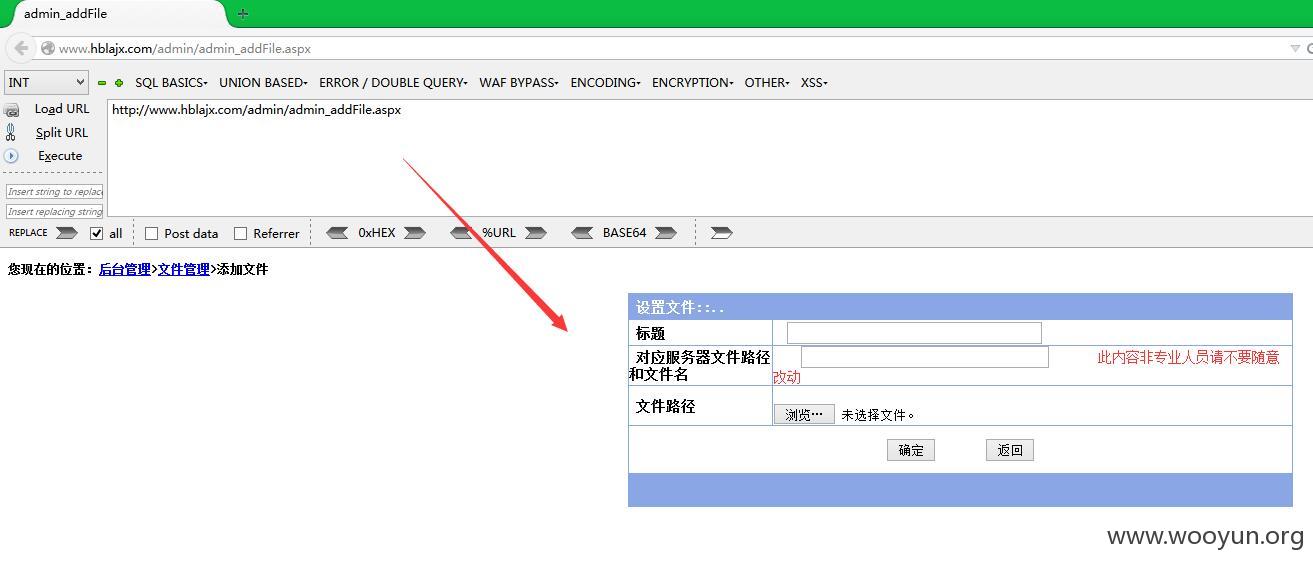 admin_addFile
www.hblajx.com/admin/admin_addFile.aspx
INT SQL BASICS UNION BASED ERROR / DOUBLE QUERY WAF BYPASS ENCODING ENCRYPTION OTHER XSS
Load URL http://www.hblajx.com/admin/admin_addFile.aspx
Split URL
Execute
Insert string to replace
Insert replacing string
REPLACE all Post data Referrer 0xHEX %URL BASE64
您现在的位置：后台管理>文件管理>添加文件
设置文件::..
标题
对应服务器文件路径 此内容非专业人员请不要随意
和文件名 改动
文件路径
浏览… 未选择文件。
确定 返回
www.wooyun.org